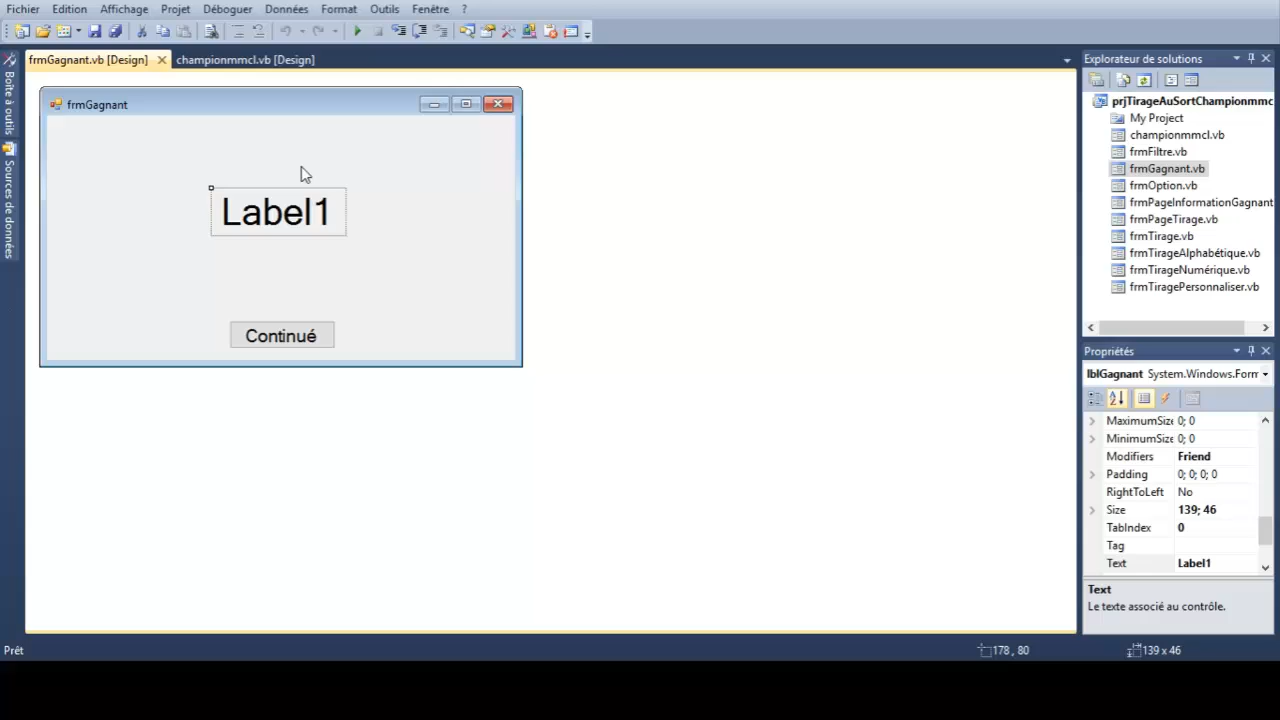 Fichier Edition Affichage Projet Déboguer Données Format Outils Fenêtre ?
frmGagnant.vb [Design] championmmcl.vb [Design]
Boîte à outils
Sources de données
frmGagnant
Label1
Continué
Explorateur de solutions
prjTirageAuSortChampionmmc
My Project
championmmcl.vb
frmFiltre.vb
frmGagnant.vb
frmOption.vb
frmPageInformationGagnant
frmPageTirage.vb
frmTirage.vb
frmTirageAlphabétique.vb
frmTirageNumérique.vb
frmTiragePersonnaliser.vb
Propriétés
lblGagnant System.Windows.Form
MaximumSize 0; 0
MinimumSize 0; 0
Modifiers Friend
Padding 0; 0; 0; 0
RightToLeft No
Size 139; 46
TabIndex 0
Tag
Text Label1
Text
Le texte associé au contrôle.
Prêt 178 , 80 139 x 46